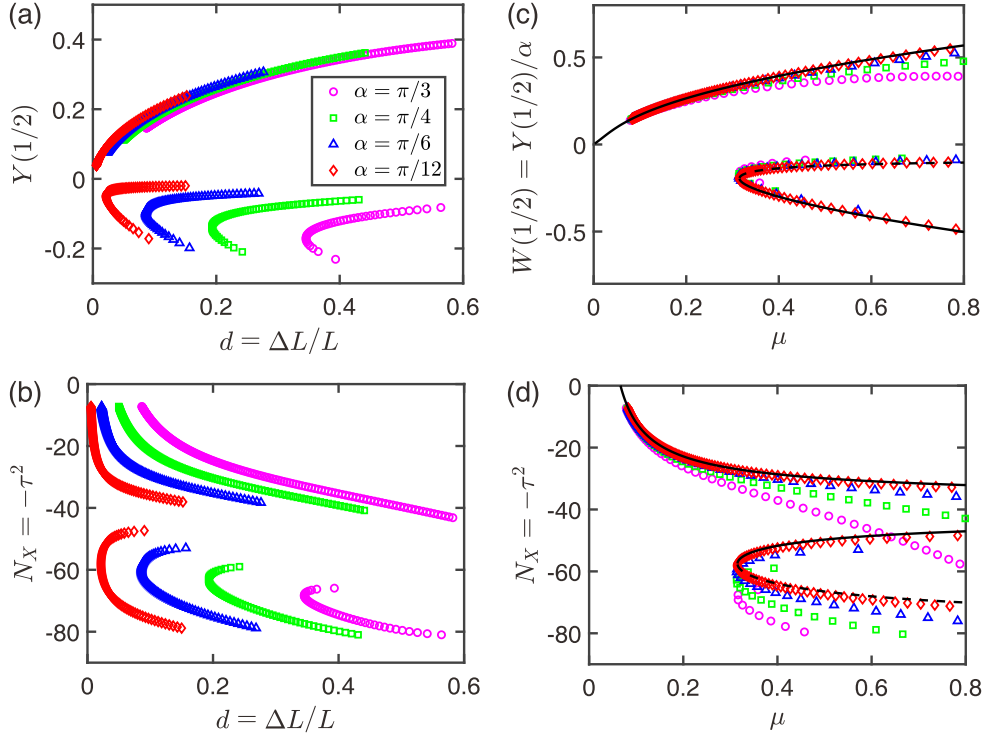 (a)
0.4
0.2
0
-0.2
Y(1/2)
α = π/3
α = π/4
α = π/6
α = π/12
0 0.2 0.4 0.6
d = ΔL/L
(c)
0.5
0
-0.5
W(1/2) = Y(1/2)/α
0 0.2 0.4 0.6 0.8
μ
(b)
0
-20
-40
-60
-80
N_X = −τ²
0 0.2 0.4 0.6
d = ΔL/L
(d)
0
-20
-40
-60
-80
N_X = −τ²
0 0.2 0.4 0.6 0.8
μ